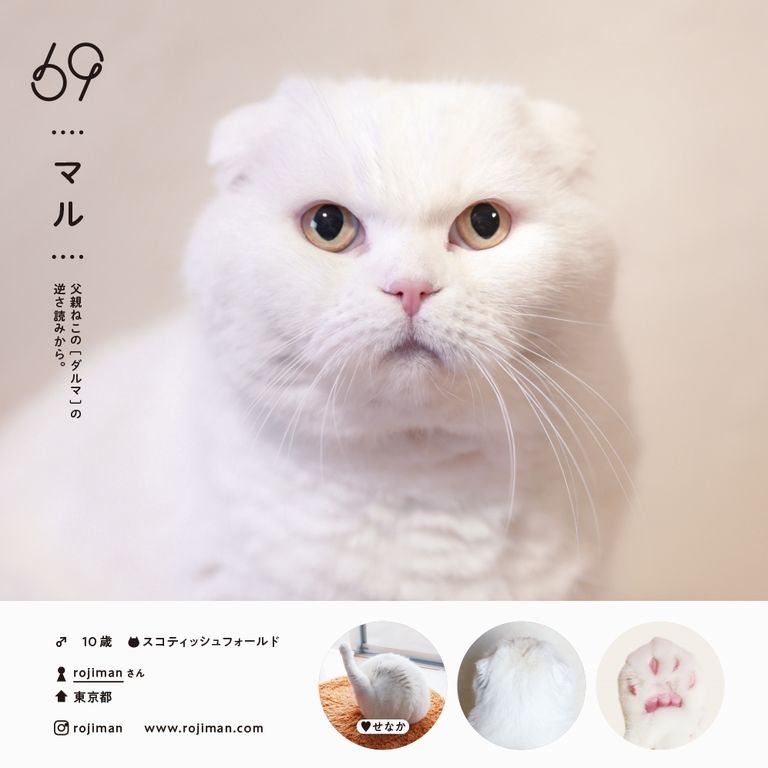 69
マル
父親ねこの［ダルマ］の
逆さ読みから。
♂ 10歳 スコティッシュフォールド
rojiman さん
東京都
rojiman www.rojiman.com
♥せなか